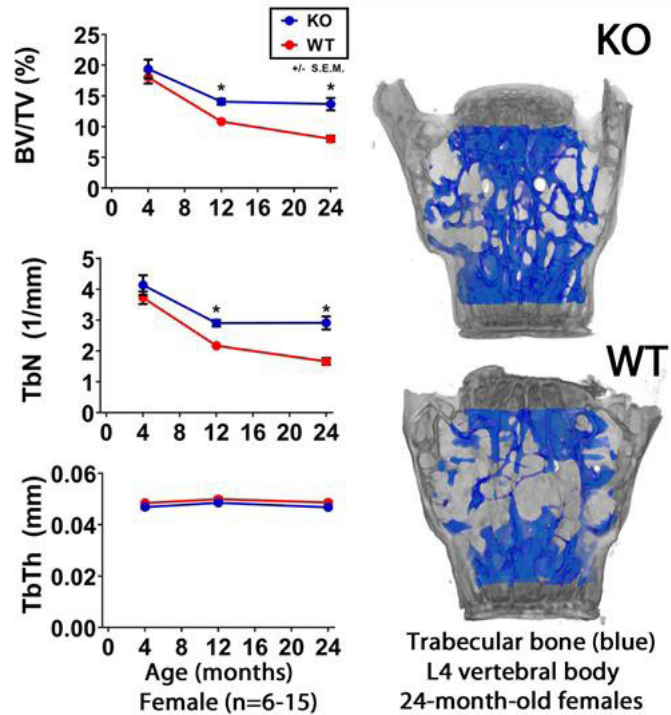 KO
WT
+/- S.E.M.
BV/TV (%)
25
20
15
10
5
0
* *
0 4 8 12 16 20 24
TbN (1/mm)
5
4
3
2
1
0
* *
0 4 8 12 16 20 24
TbTh (mm)
0.06
0.04
0.02
0.00
0 4 8 12 16 20 24
Age (months)
Female (n=6-15)
KO
WT
Trabecular bone (blue)
L4 vertebral body
24-month-old females